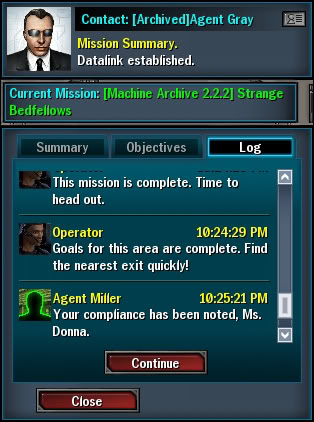 Contact: [Archived]Agent Gray
Mission Summary.
Datalink established.
Current Mission: [Machine Archive 2.2.2] Strange
Bedfellows
Summary
Objectives
Log
This mission is complete. Time to
head out.
Operator 10:24:29 PM
Goals for this area are complete. Find
the nearest exit quickly!
Agent Miller 10:25:21 PM
Your compliance has been noted, Ms.
Donna.
Continue
Close